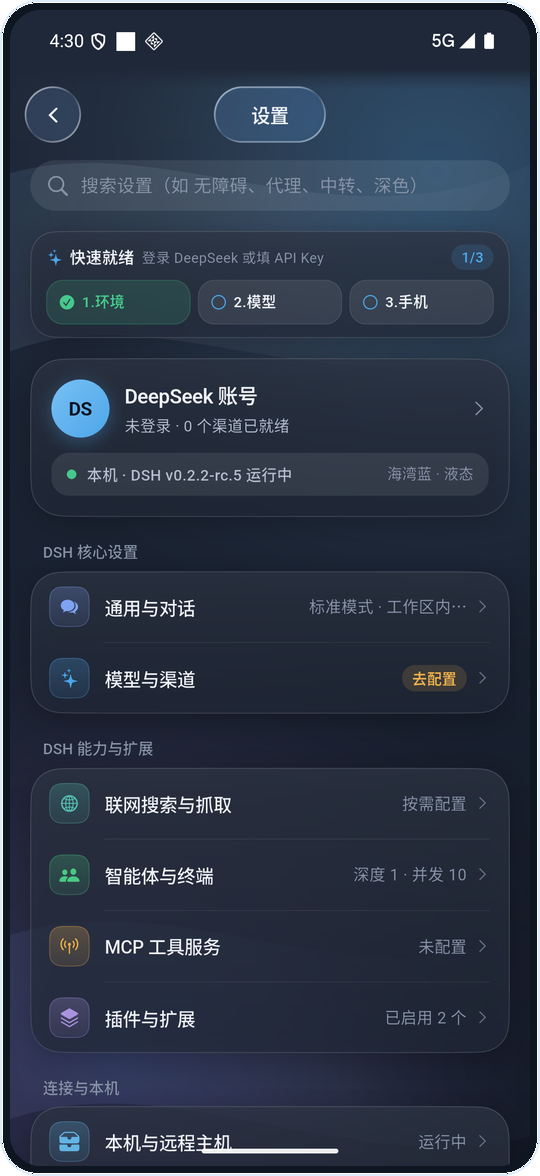 4:30 5G
设置
搜索设置（如 无障碍、代理、中转、深色）
快速就绪 登录 DeepSeek 或填 API Key 1/3
1.环境 2.模型 3.手机
DS
DeepSeek 账号
未登录 · 0 个渠道已就绪
本机 · DSH v0.2.2-rc.5 运行中 海湾蓝 · 液态
DSH 核心设置
通用与对话 标准模式 · 工作区内…
模型与渠道 去配置
DSH 能力与扩展
联网搜索与抓取 按需配置
智能体与终端 深度 1 · 并发 10
MCP 工具服务 未配置
插件与扩展 已启用 2 个
连接与本机
本机与远程主机 运行中